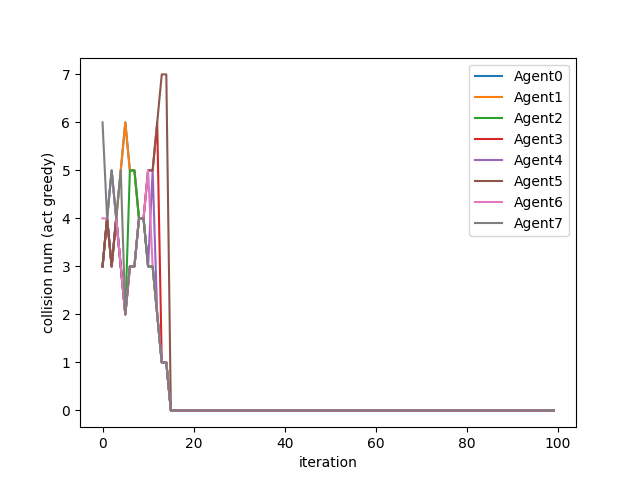 7
6
5
4
3
2
1
0
collision num (act greedy)
0
20
40
60
80
100
iteration
Agent0
Agent1
Agent2
Agent3
Agent4
Agent5
Agent6
Agent7